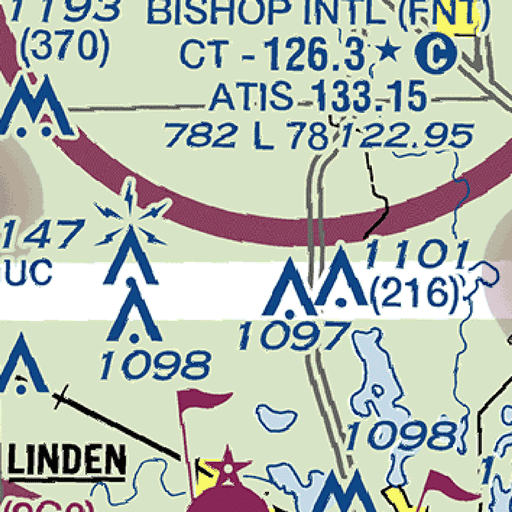 1193 BISHOP INTL (FNT)
(370) CT - 126.3 ★ C
ATIS 133.15
782 L 78 122.95
147
UC
1101
(216)
1097
1098
1098
LINDEN
1